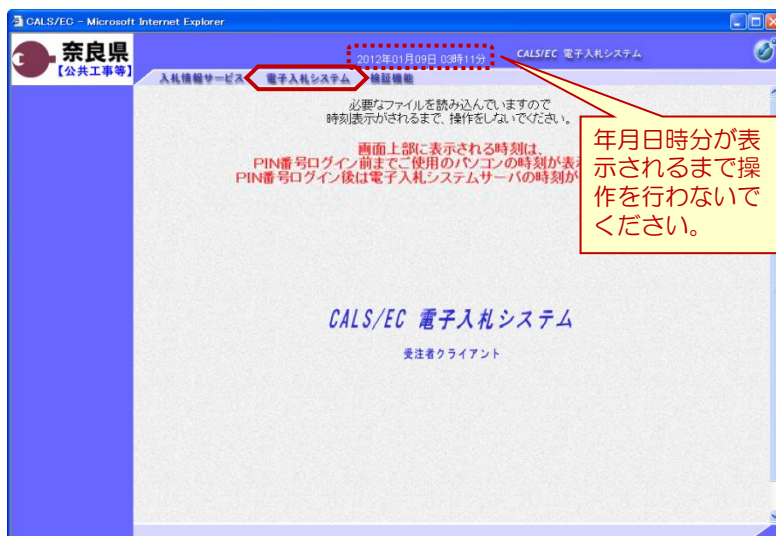 CALS/EC - Microsoft Internet Explorer
奈良県
【公共工事等】
2012年01月09日 03時11分
CALS/EC 電子入札システム
入札情報サービス 電子入札システム 検証機能
必要なファイルを読み込んでいますので
時刻表示がされるまで、操作をしないでください。
画面上部に表示される時刻は、
PIN番号ログイン前までご使用のパソコンの時刻が表
PIN番号ログイン後は電子入札システムサーバの時刻が
年月日時分が表
示されるまで操
作を行わないで
ください。
CALS/EC 電子入札システム
受注者クライアント